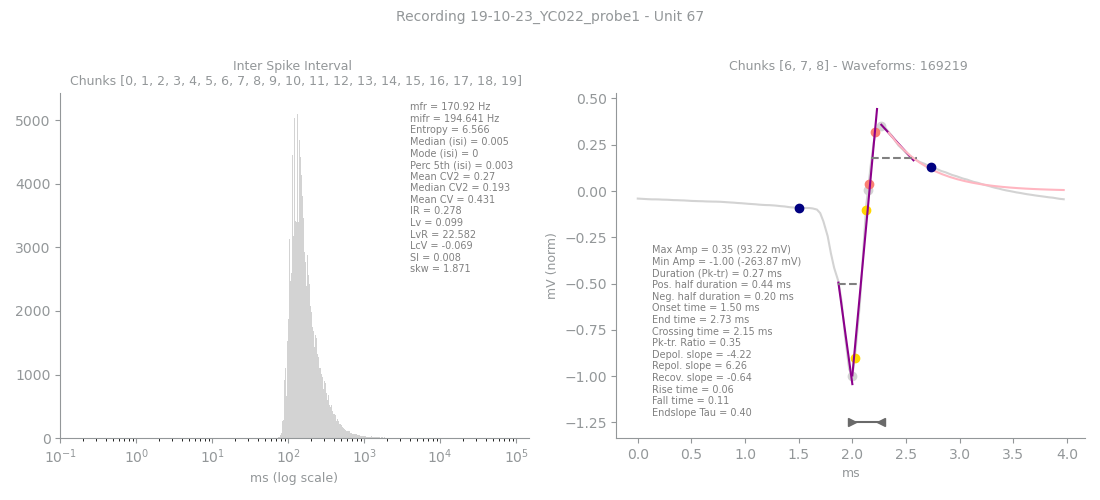 Recording 19-10-23_YC022_probe1 - Unit 67
Inter Spike Interval
Chunks [0, 1, 2, 3, 4, 5, 6, 7, 8, 9, 10, 11, 12, 13, 14, 15, 16, 17, 18, 19]
mfr = 170.92 Hz
mifr = 194.641 Hz
Entropy = 6.566
Median (isi) = 0.005
Mode (isi) = 0
Perc 5th (isi) = 0.003
Mean CV2 = 0.27
Median CV2 = 0.193
Mean CV = 0.431
IR = 0.278
Lv = 0.099
LvR = 22.582
LcV = -0.069
SI = 0.008
skw = 1.871
5000
4000
3000
2000
1000
0
10⁻¹ 10⁰ 10¹ 10² 10³ 10⁴ 10⁵
ms (log scale)
Chunks [6, 7, 8] - Waveforms: 169219
mV (norm)
0.50
0.25
0.00
−0.25
−0.50
−0.75
−1.00
−1.25
Max Amp = 0.35 (93.22 mV)
Min Amp = -1.00 (-263.87 mV)
Duration (Pk-tr) = 0.27 ms
Pos. half duration = 0.44 ms
Neg. half duration = 0.20 ms
Onset time = 1.50 ms
End time = 2.73 ms
Crossing time = 2.15 ms
Pk-tr. Ratio = 0.35
Depol. slope = -4.22
Repol. slope = 6.26
Recov. slope = -0.64
Rise time = 0.06
Fall time = 0.11
Endslope Tau = 0.40
0.0 0.5 1.0 1.5 2.0 2.5 3.0 3.5 4.0
ms